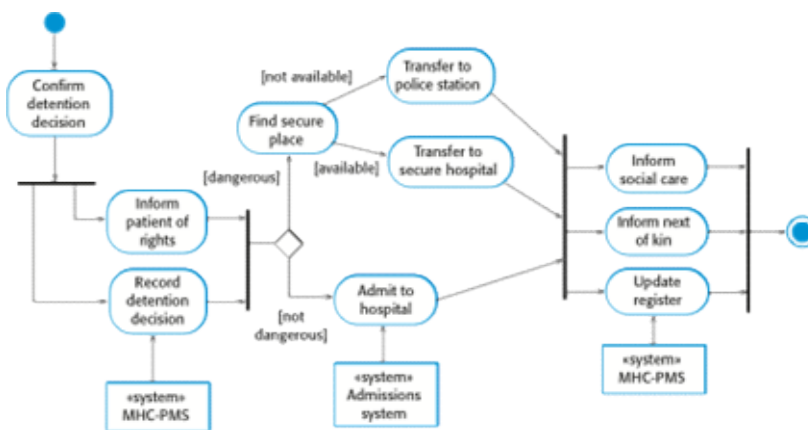 Confirm
detention
decision
Inform
patient of
rights
Record
detention
decision
«system»
MHC-PMS
[dangerous]
[not
dangerous]
Find secure
place
[not available]
[available]
Transfer to
police station
Transfer to
secure hospital
Admit to
hospital
«system»
Admissions
system
Inform
social care
Inform next
of kin
Update
register
«system»
MHC-PMS